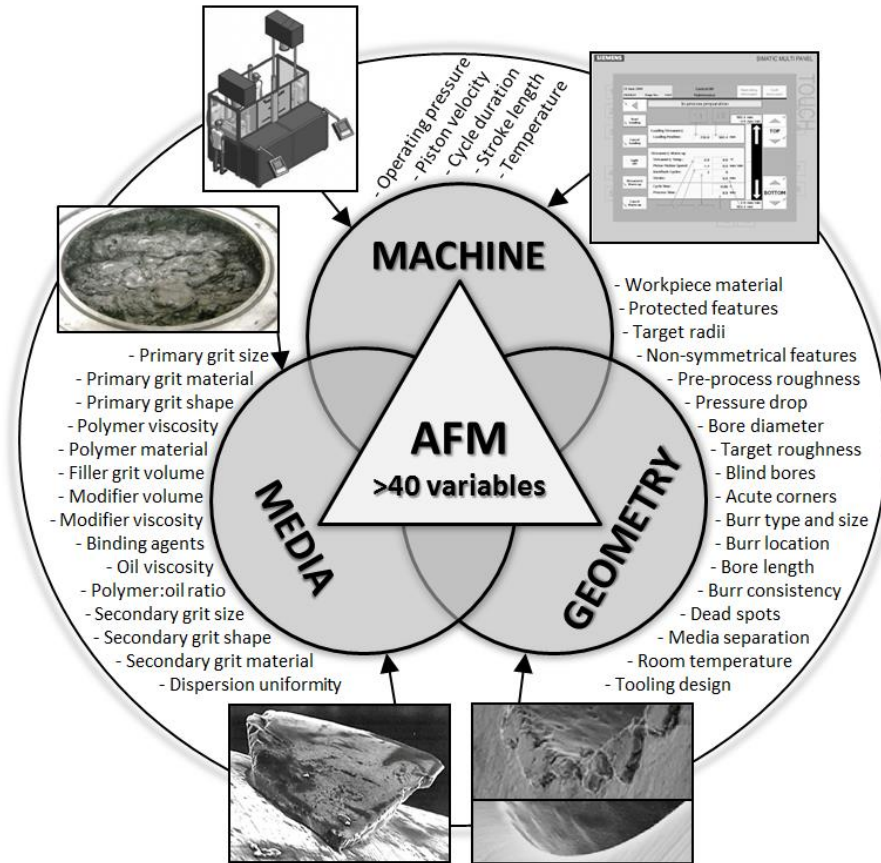 SIEMENS
SIMATIC MULTI PANEL
TOUCH
TOP
BOTTOM
- Operating pressure
- Piston velocity
- Cycle duration
- Stroke length
- Temperature
MACHINE
- Workpiece material
- Protected features
- Target radii
- Non-symmetrical features
- Pre-process roughness
- Pressure drop
- Bore diameter
- Target roughness
- Blind bores
- Acute corners
- Burr type and size
- Burr location
- Bore length
- Burr consistency
- Dead spots
- Media separation
- Room temperature
- Tooling design
- Primary grit size
- Primary grit material
- Primary grit shape
- Polymer viscosity
- Polymer material
- Filler grit volume
- Modifier volume
- Modifier viscosity
- Binding agents
- Oil viscosity
- Polymer:oil ratio
- Secondary grit size
- Secondary grit shape
- Secondary grit material
- Dispersion uniformity
AFM
>40 variables
MEDIA
GEOMETRY